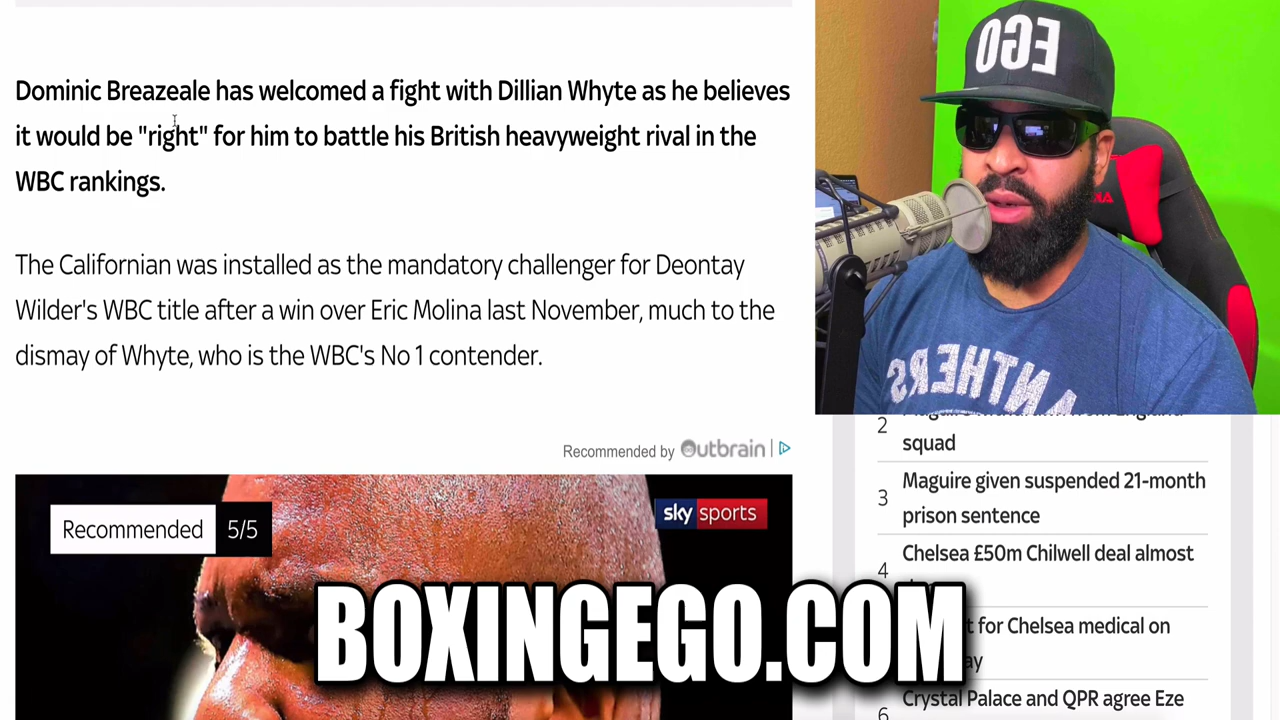 Dominic Breazeale has welcomed a fight with Dillian Whyte as he believes
it would be "right" for him to battle his British heavyweight rival in the
WBC rankings.
The Californian was installed as the mandatory challenger for Deontay
Wilder's WBC title after a win over Eric Molina last November, much to the
dismay of Whyte, who is the WBC's No 1 contender.
Recommended by Outbrain
Recommended 5/5
sky sports
EGO
ANTHERS
2
squad
3 Maguire given suspended 21-month
prison sentence
4 Chelsea £50m Chilwell deal almost
for Chelsea medical on
6 Crystal Palace and QPR agree Eze
BOXINGEGO.COM